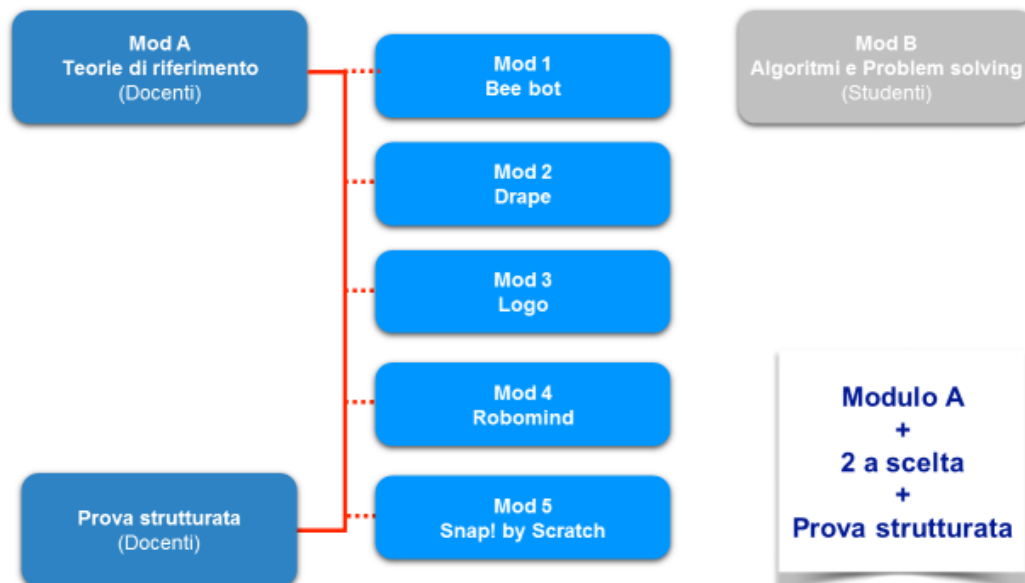 Mod A
Teorie di riferimento
(Docenti)
Mod 1
Bee bot
Mod B
Algoritmi e Problem solving
(Studenti)
Mod 2
Drape
Mod 3
Logo
Mod 4
Robomind
Modulo A
+
2 a scelta
+
Prova strutturata
Prova strutturata
(Docenti)
Mod 5
Snap! by Scratch